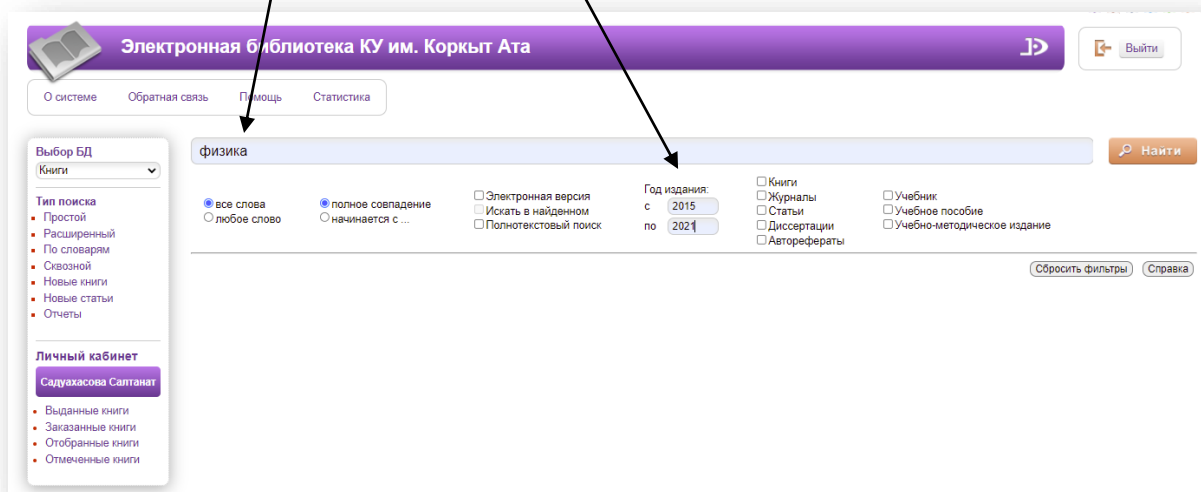 Электронная библиотека КУ им. Коркыт Ата
Выйти
О системе Обратная связь Помощь Статистика
Выбор БД
Книги
Тип поиска
Простой
Расширенный
По словарям
Сквозной
Новые книги
Новые статьи
Отчеты
Личный кабинет
Садуахасова Салтанат
Выданные книги
Заказанные книги
Отобранные книги
Отмеченные книги
физика
Найти
все слова
любое слово
полное совпадение
начинается с ...
Электронная версия
Искать в найденном
Полнотекстовый поиск
Год издания:
с 2015
по 2021
Книги
Журналы
Статьи
Диссертации
Авторефераты
Учебник
Учебное пособие
Учебно-методическое издание
Сбросить фильтры Справка